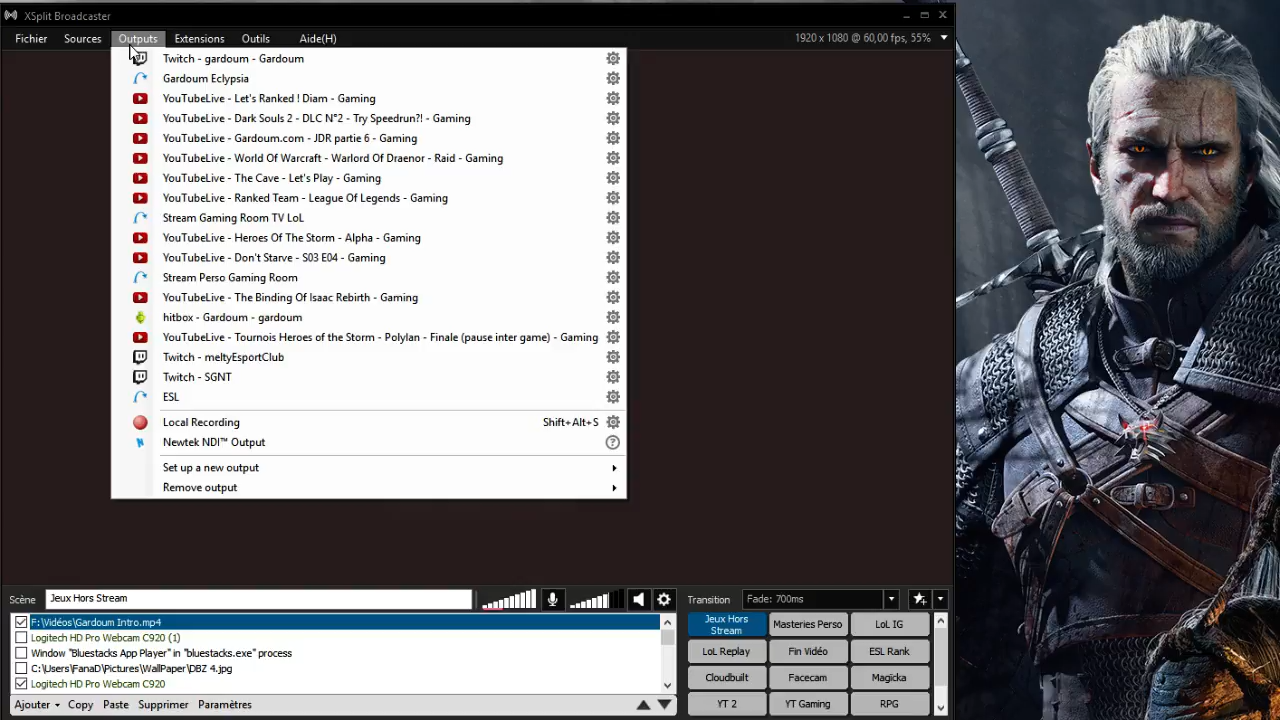 XSplit Broadcaster
Fichier Sources Outputs Extensions Outils Aide(H) 1920 x 1080 @ 60,00 fps, 55%
Twitch - gardoum - Gardoum
Gardoum Eclypsia
YouTubeLive - Let's Ranked ! Diam - Gaming
YouTubeLive - Dark Souls 2 - DLC N°2 - Try Speedrun?! - Gaming
YouTubeLive - Gardoum.com - JDR partie 6 - Gaming
YouTubeLive - World Of Warcraft - Warlord Of Draenor - Raid - Gaming
YouTubeLive - The Cave - Let's Play - Gaming
YouTubeLive - Ranked Team - League Of Legends - Gaming
Stream Gaming Room TV LoL
YouTubeLive - Heroes Of The Storm - Alpha - Gaming
YouTubeLive - Don't Starve - S03 E04 - Gaming
Stream Perso Gaming Room
YouTubeLive - The Binding Of Isaac Rebirth - Gaming
hitbox - Gardoum - gardoum
YouTubeLive - Tournois Heroes of the Storm - Polylan - Finale (pause inter game) - Gaming
Twitch - meltyEsportClub
Twitch - SGNT
ESL
Local Recording Shift+Alt+S
Newtek NDI™ Output
Set up a new output
Remove output
Scène Jeux Hors Stream Transition Fade: 700ms
F:\Vidéos\Gardoum Intro.mp4
Logitech HD Pro Webcam C920 (1)
Window "Bluestacks App Player" in "bluestacks.exe" process
C:\Users\FanaD\Pictures\WallPaper\DBZ 4.jpg
Logitech HD Pro Webcam C920
Ajouter Copy Paste Supprimer Paramètres
Jeux Hors
Stream
Masteries Perso LoL IG
LoL Replay Fin Vidéo ESL Rank
Cloudbuilt Facecam Magicka
YT 2 YT Gaming RPG